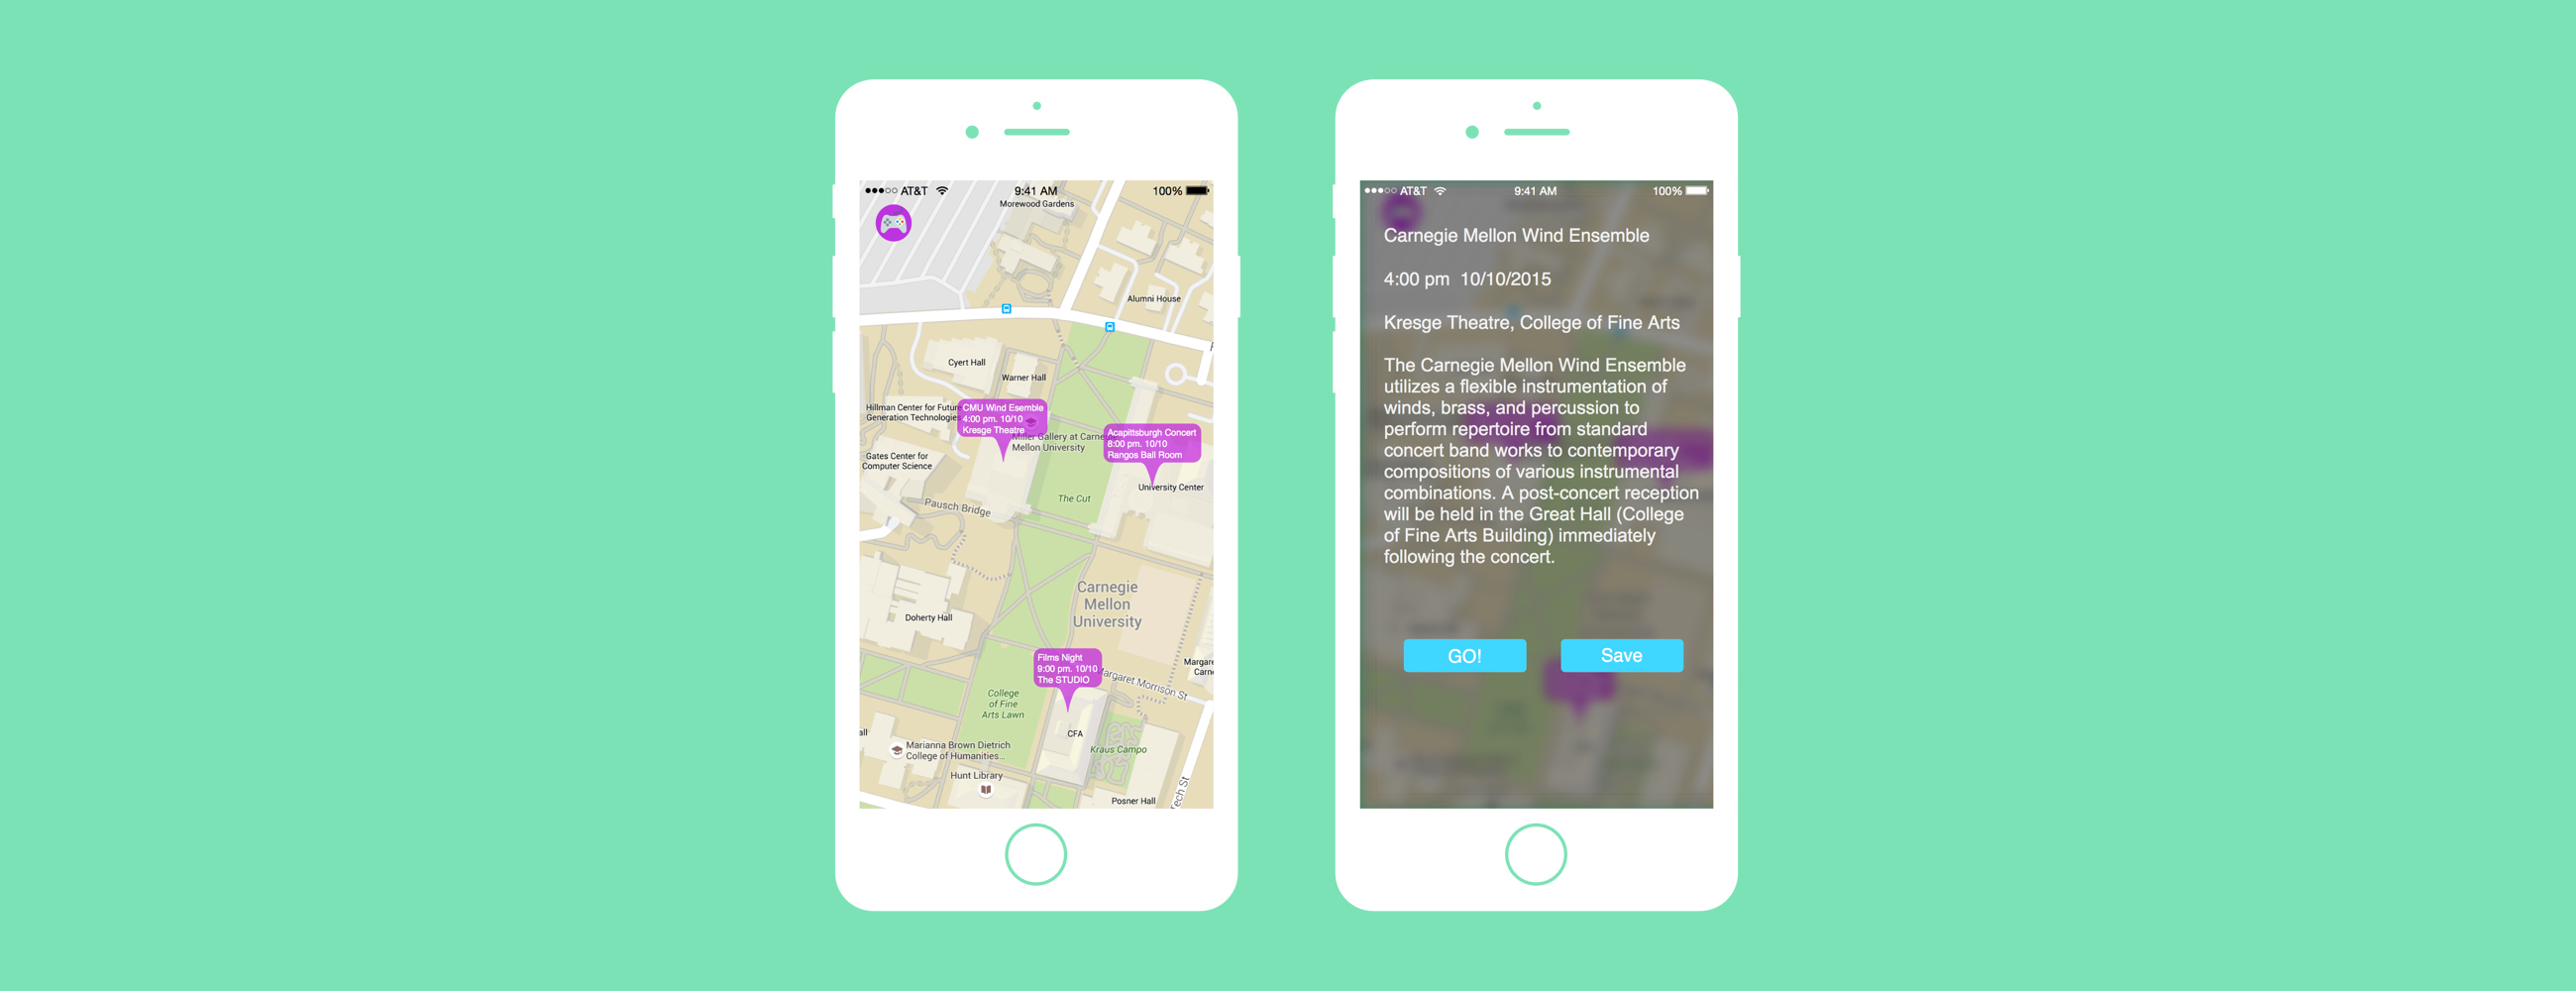 AT&T 9:41 AM 100%
Morewood Gardens
Alumni House
Cyert Hall
Warner Hall
Hillman Center for Future
Generation Technologies
CMU Wind Esemble
4:00 pm. 10/10
Kresge Theatre
Miller Gallery at Carne
Mellon University
Acapittsburgh Concert
8:00 pm. 10/10
Rangos Ball Room
Gates Center for
Computer Science
University Center
The Cut
Pausch Bridge
Carnegie
Mellon
University
Doherty Hall
Films Night
9:00 pm. 10/10
The STUDIO
Margare
Carne
Margaret Morrison St
College
of Fine
Arts Lawn
all
CFA
Marianna Brown Dietrich
College of Humanities...
Kraus Campo
Hunt Library
Posner Hall
Tech St
AT&T 9:41 AM 100%
Carnegie Mellon Wind Ensemble
4:00 pm 10/10/2015
Kresge Theatre, College of Fine Arts
The Carnegie Mellon Wind Ensemble
utilizes a flexible instrumentation of
winds, brass, and percussion to
perform repertoire from standard
concert band works to contemporary
compositions of various instrumental
combinations. A post-concert reception
will be held in the Great Hall (College
of Fine Arts Building) immediately
following the concert.
GO! Save